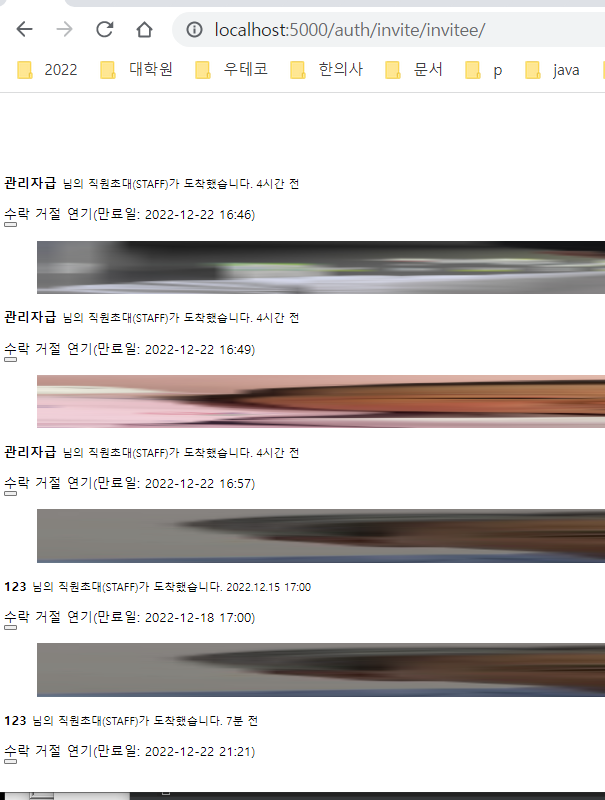 localhost:5000/auth/invite/invitee/
2022 대학원 우테코 한의사 문서 p java
관리자급 님의 직원초대(STAFF)가 도착했습니다. 4시간 전
수락 거절 연기(만료일: 2022-12-22 16:46)
관리자급 님의 직원초대(STAFF)가 도착했습니다. 4시간 전
수락 거절 연기(만료일: 2022-12-22 16:49)
관리자급 님의 직원초대(STAFF)가 도착했습니다. 4시간 전
수락 거절 연기(만료일: 2022-12-22 16:57)
123 님의 직원초대(STAFF)가 도착했습니다. 2022.12.15 17:00
수락 거절 연기(만료일: 2022-12-18 17:00)
123 님의 직원초대(STAFF)가 도착했습니다. 7분 전
수락 거절 연기(만료일: 2022-12-22 21:21)